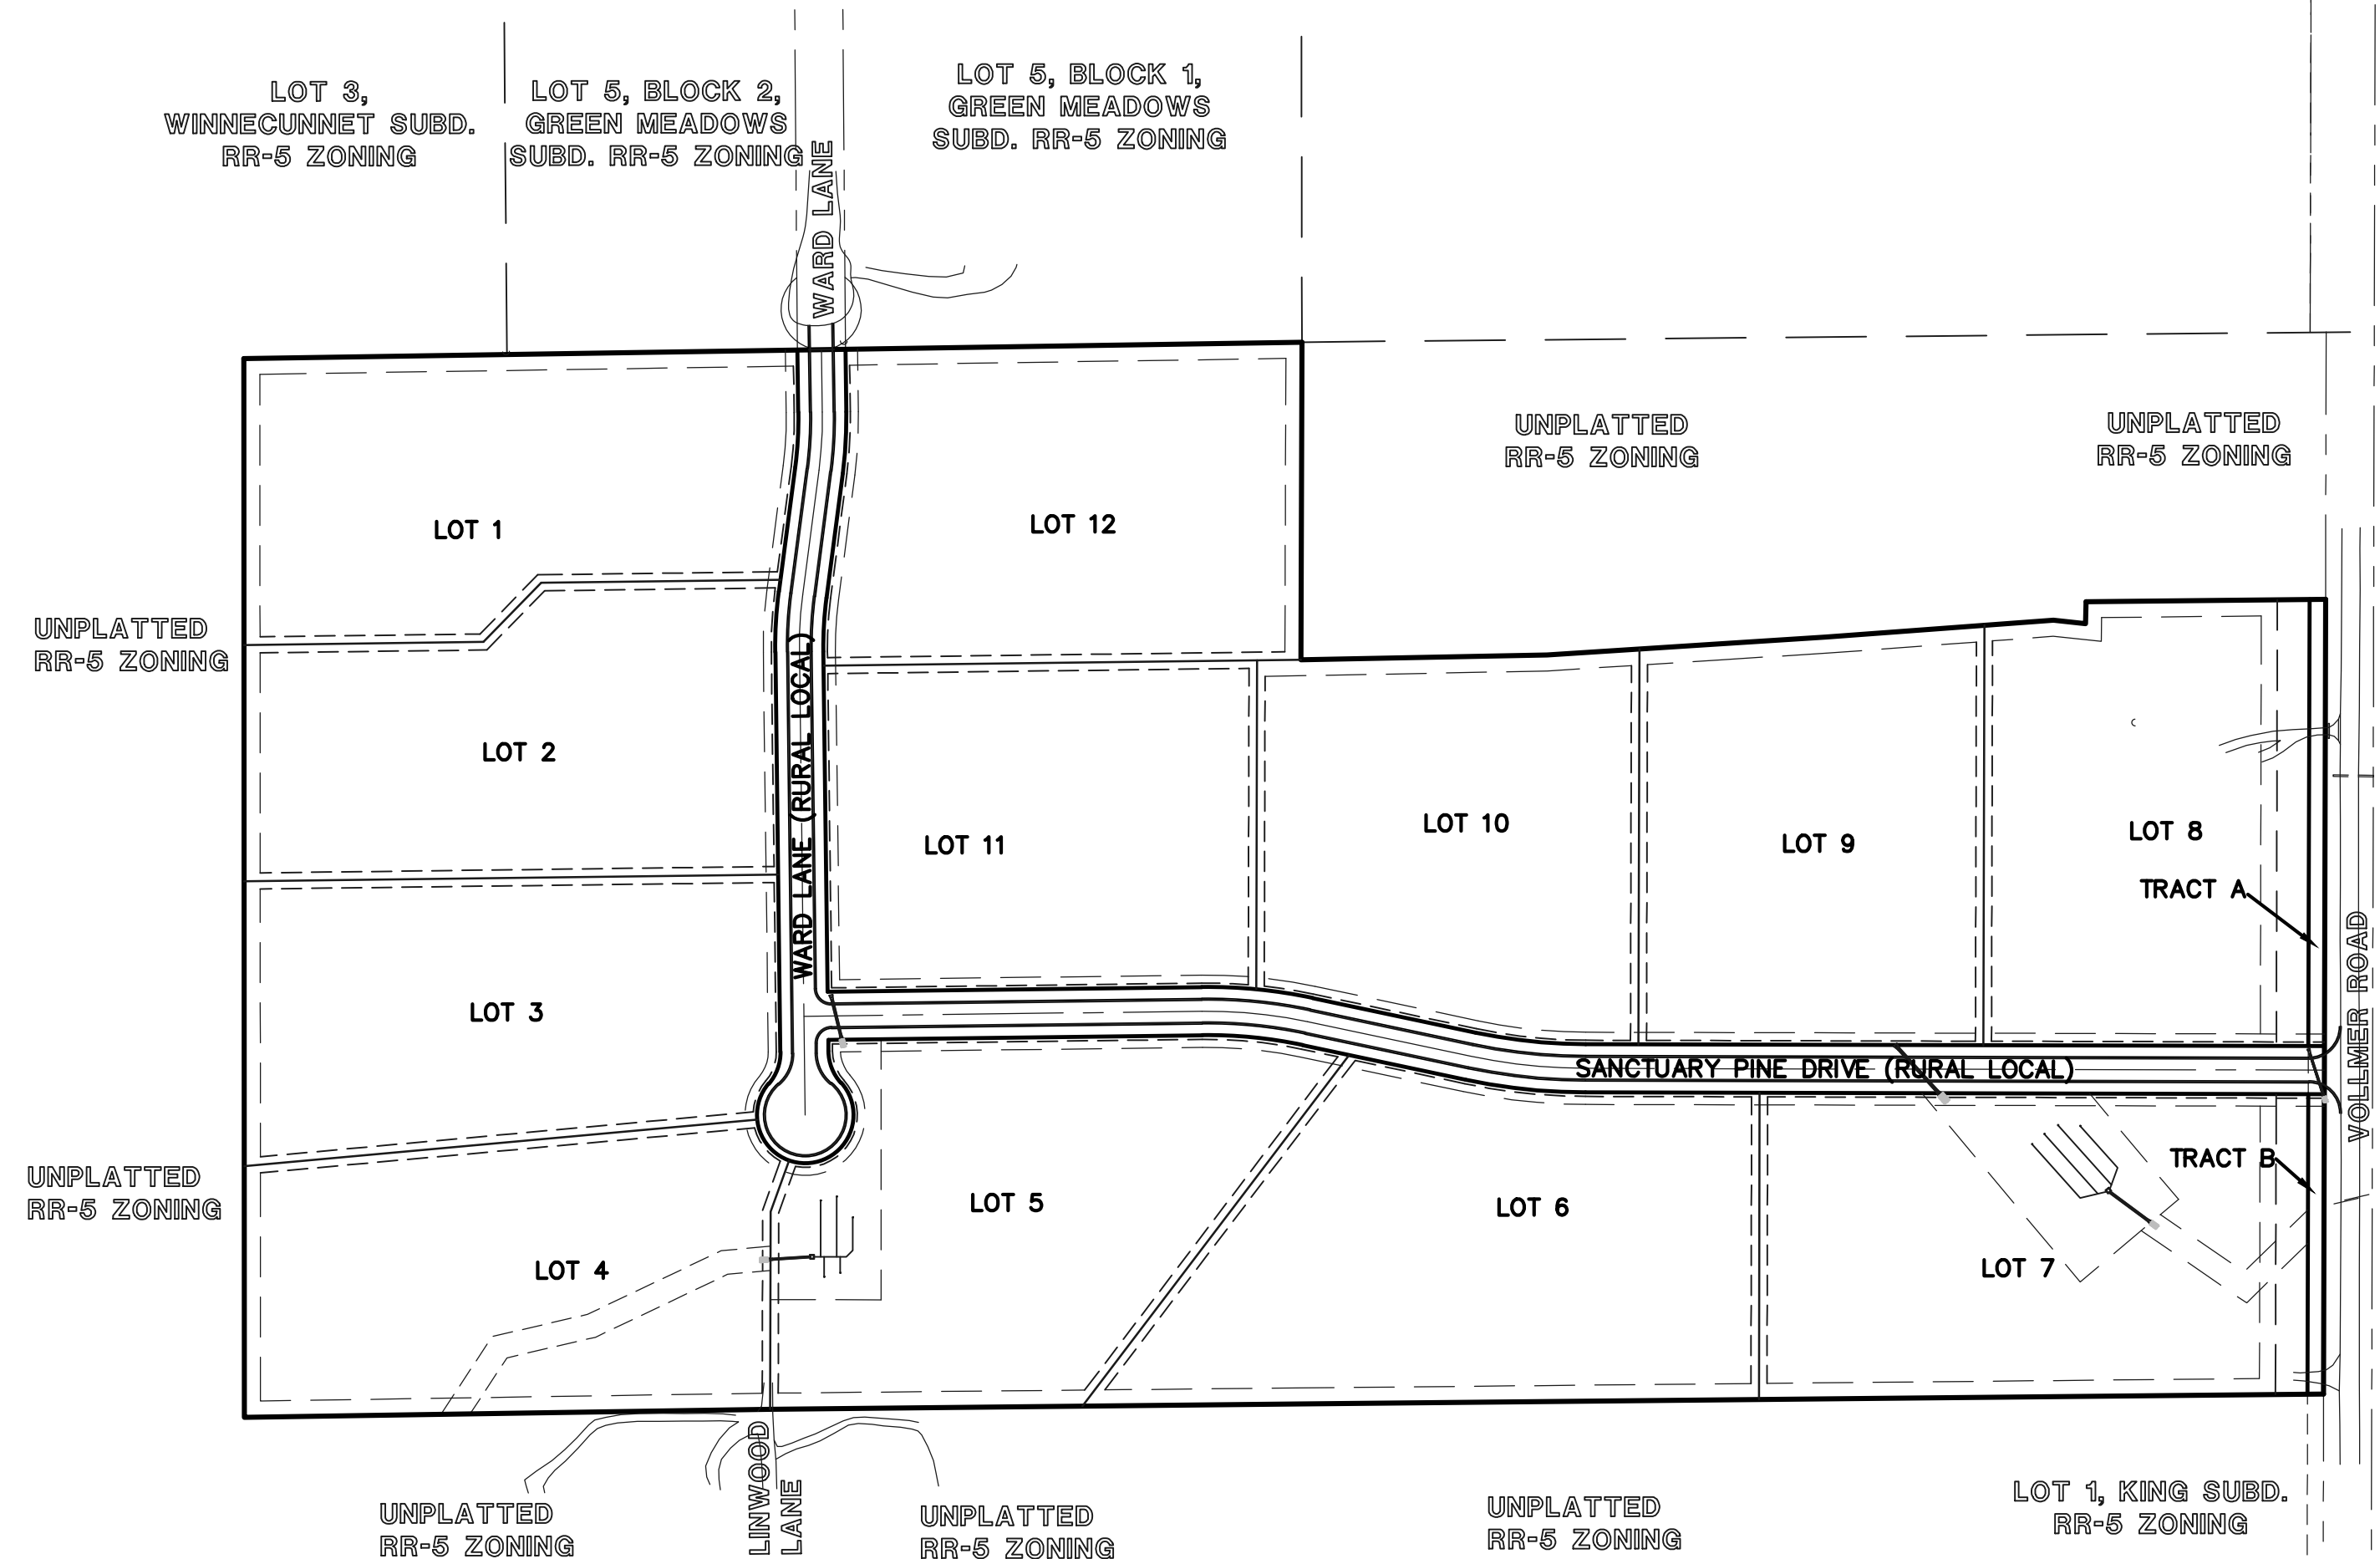 LOT 3,
WINNECUNNET SUBD.
RR-5 ZONING
LOT 5, BLOCK 2,
GREEN MEADOWS
SUBD. RR-5 ZONING
LOT 5, BLOCK 1,
GREEN MEADOWS
SUBD. RR-5 ZONING
WARD LANE
UNPLATTED
RR-5 ZONING
UNPLATTED
RR-5 ZONING
LOT 1
LOT 12
UNPLATTED
RR-5 ZONING
LOT 2
WARD LANE (RURAL LOCAL)
LOT 11
LOT 10
LOT 9
LOT 8
TRACT A
VOLLMER ROAD
LOT 3
SANCTUARY PINE DRIVE (RURAL LOCAL)
TRACT B
UNPLATTED
RR-5 ZONING
LOT 4
LOT 5
LOT 6
LOT 7
LINWOOD
LANE
UNPLATTED
RR-5 ZONING
UNPLATTED
RR-5 ZONING
UNPLATTED
RR-5 ZONING
LOT 1, KING SUBD.
RR-5 ZONING